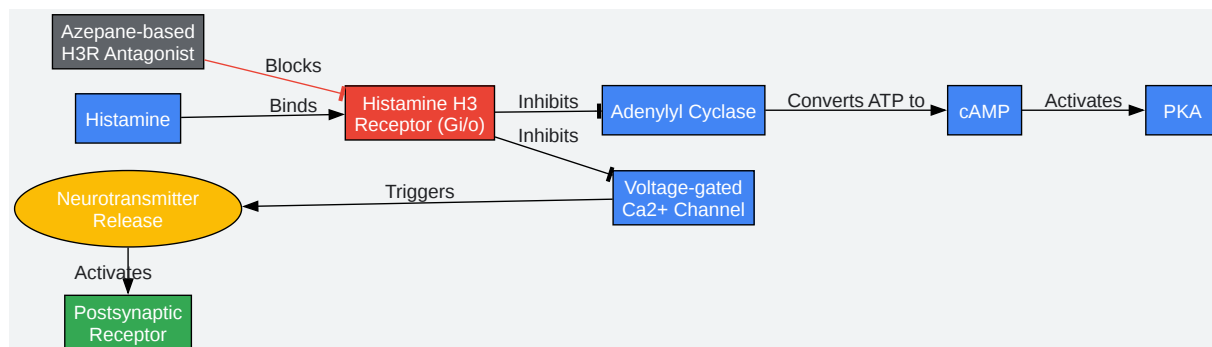 Azepane-based
H3R Antagonist
Blocks
Histamine
Binds
Histamine H3
Receptor (Gi/o)
Inhibits
Adenylyl Cyclase
Converts ATP to
cAMP
Activates
PKA
Inhibits
Voltage-gated
Ca2+ Channel
Triggers
Neurotransmitter
Release
Activates
Postsynaptic
Receptor